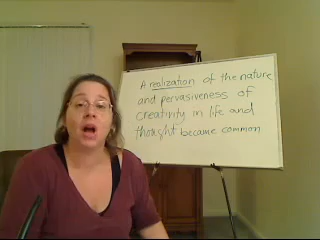 A realization of the nature
and pervasiveness of
creativity in life and
thought became common